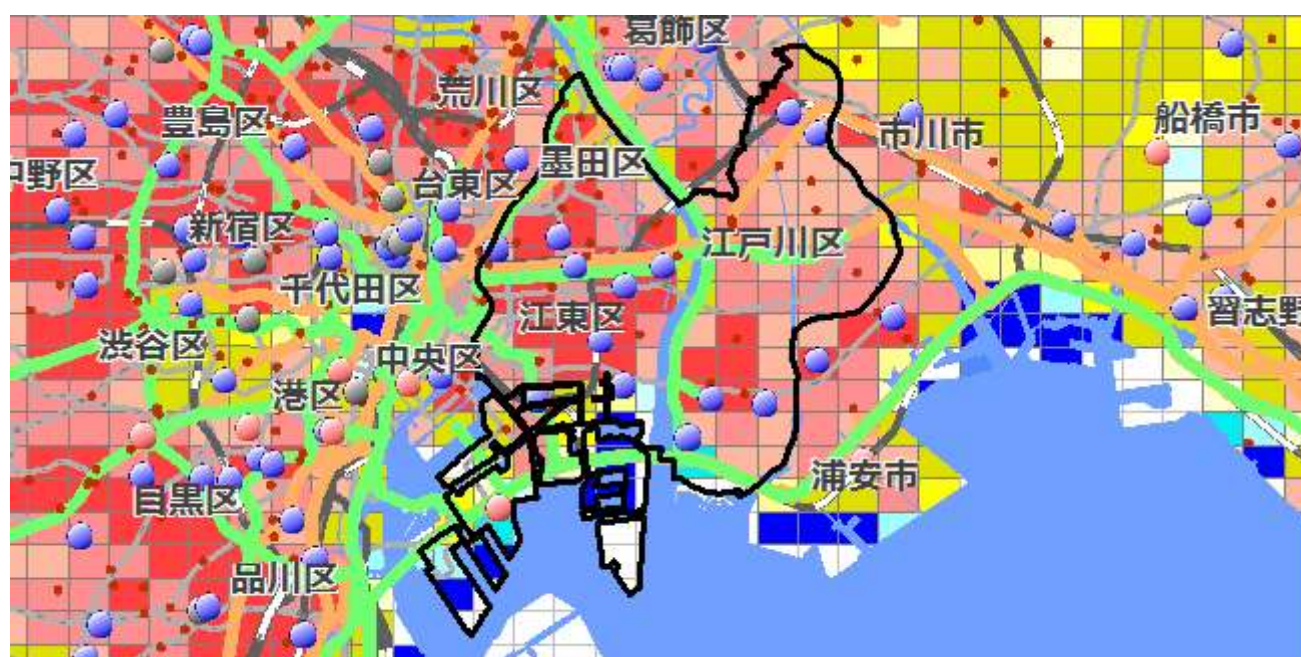 葛飾区
荒川区
豊島区
船橋市
市川市
墨田区
中野区
台東区
新宿区
江戸川区
千代田区
江東区
習志野
渋谷区
中央区
港区
浦安市
目黒区
品川区